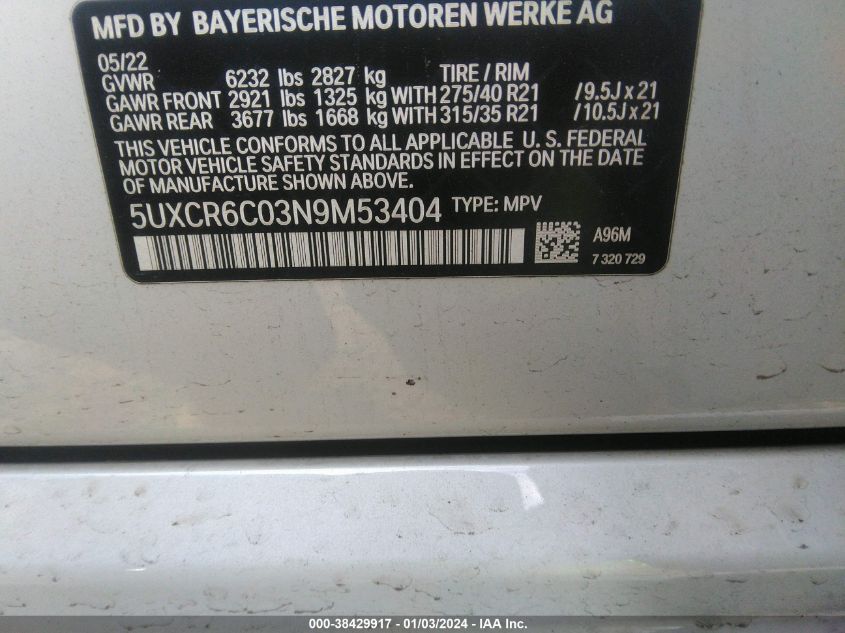 MFD BY BAYERISCHE MOTOREN WERKE AG
05/22
GVWR 6232 lbs 2827 kg TIRE / RIM
GAWR FRONT 2921 lbs 1325 kg WITH 275/40 R21 /9.5J x 21
GAWR REAR 3677 lbs 1668 kg WITH 315/35 R21 /10.5J x 21
THIS VEHICLE CONFORMS TO ALL APPLICABLE U. S. FEDERAL
MOTOR VEHICLE SAFETY STANDARDS IN EFFECT ON THE DATE
OF MANUFACTURE SHOWN ABOVE.
5UXCR6C03N9M53404 TYPE: MPV
A96M
7 320 729
000-38429917 - 01/03/2024 - IAA Inc.